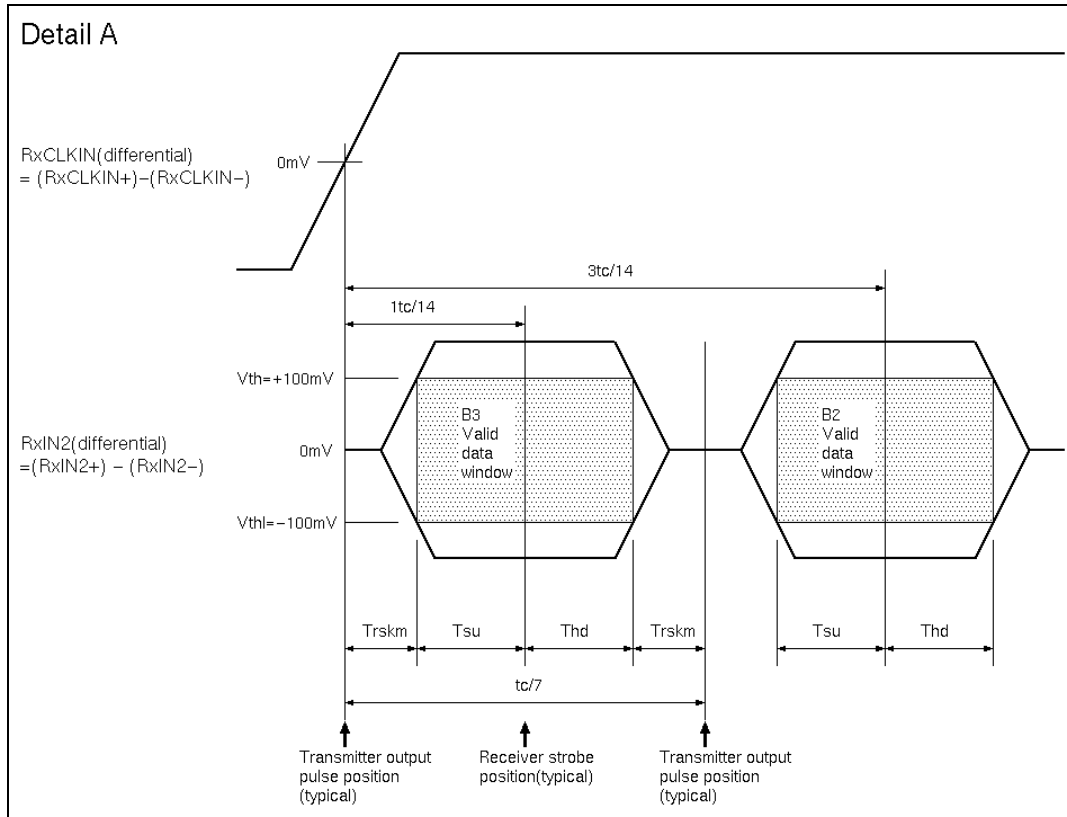 Detail A
RxCLKIN(differential)
= (RxCLKIN+)−(RxCLKIN−)
0mV
3tc/14
1tc/14
Vth=+100mV
RxIN2(differential)
=(RxIN2+) − (RxIN2−)
0mV
Vthl=−100mV
B3
Valid
data
window
B2
Valid
data
window
Trskm
Tsu
Thd
Trskm
Tsu
Thd
tc/7
Transmitter output
pulse position
(typical)
Receiver strobe
position(typical)
Transmitter output
pulse position
(typical)